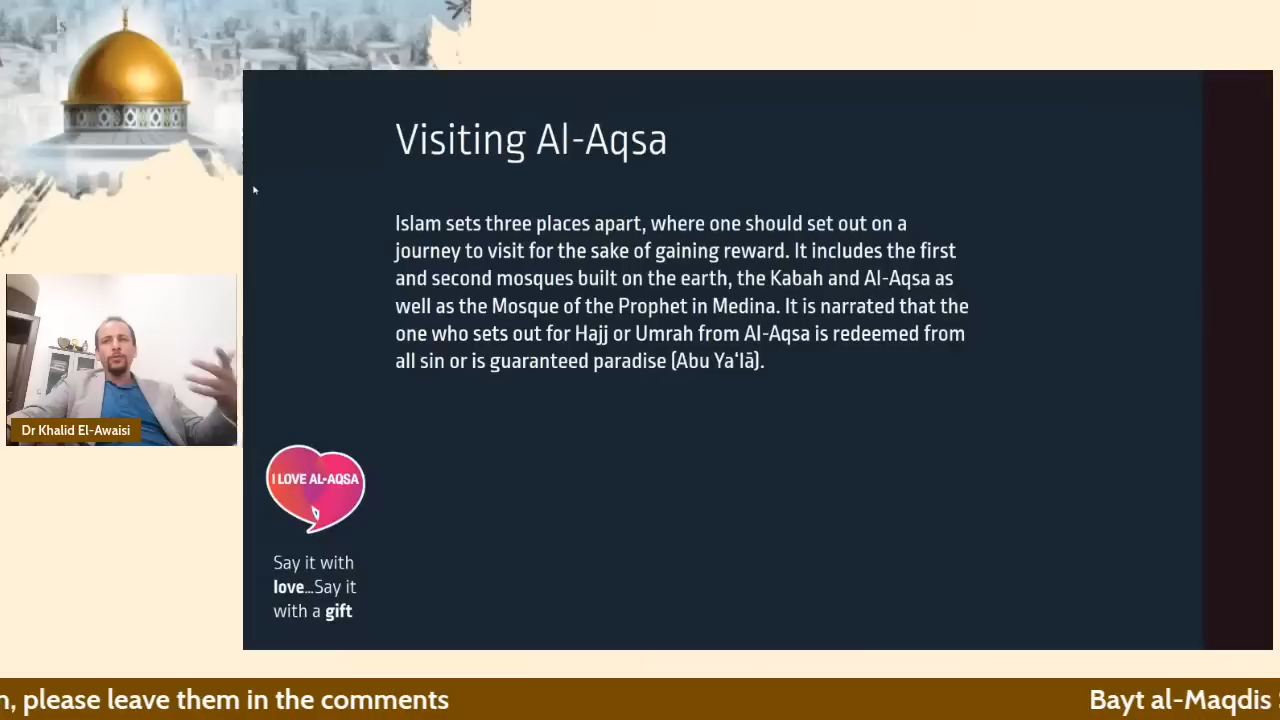 Visiting Al-Aqsa
Islam sets three places apart, where one should set out on a
journey to visit for the sake of gaining reward. It includes the first
and second mosques built on the earth, the Kabah and Al-Aqsa as
well as the Mosque of the Prophet in Medina. It is narrated that the
one who sets out for Hajj or Umrah from Al-Aqsa is redeemed from
all sin or is guaranteed paradise (Abu Ya‘lā).
Dr Khalid El-Awaisi
I LOVE AL-AQSA
Say it with
love...Say it
with a gift
, please leave them in the comments
Bayt al-Maqdis